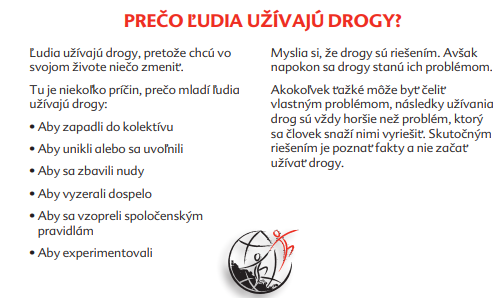 PREČO ĽUDIA UŽÍVAJÚ DROGY?
Ľudia užívajú drogy, pretože chcú vo
svojom živote niečo zmeniť.
Tu je niekoľko príčin, prečo mladí ľudia
užívajú drogy:
• Aby zapadli do kolektívu
• Aby unikli alebo sa uvoľnili
• Aby sa zbavili nudy
• Aby vyzerali dospelo
• Aby sa vzopreli spoločenským
pravidlám
• Aby experimentovali
Myslia si, že drogy sú riešením. Avšak
napokon sa drogy stanú ich problémom.
Akokoľvek ťažké môže byť čeliť
vlastným problémom, následky užívania
drog sú vždy horšie než problém, ktorý
sa človek snaží nimi vyriešiť. Skutočným
riešením je poznať fakty a nie začať
užívať drogy.